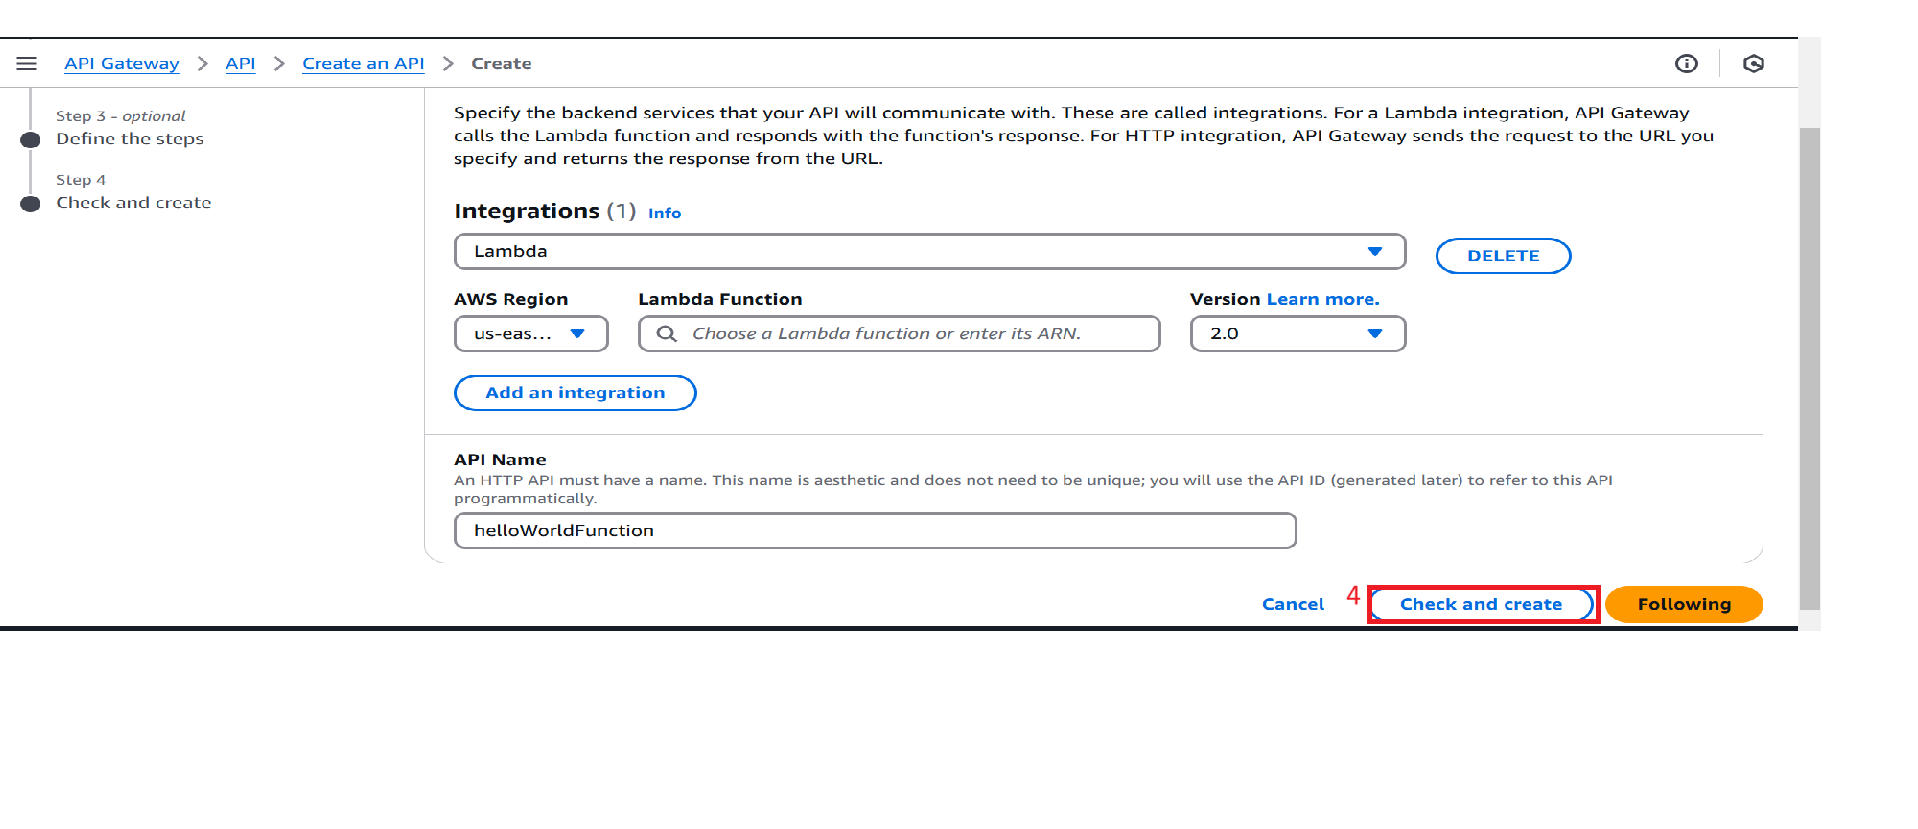 API Gateway > API > Create an API > Create
Step 3 - optional
Define the steps
Step 4
Check and create
Specify the backend services that your API will communicate with. These are called integrations. For a Lambda integration, API Gateway
calls the Lambda function and responds with the function's response. For HTTP integration, API Gateway sends the request to the URL you
specify and returns the response from the URL.
Integrations (1) Info
Lambda
DELETE
AWS Region Lambda Function Version Learn more.
us-eas... Choose a Lambda function or enter its ARN. 2.0
Add an integration
API Name
An HTTP API must have a name. This name is aesthetic and does not need to be unique; you will use the API ID (generated later) to refer to this API
programmatically.
helloWorldFunction
Cancel 4 Check and create Following